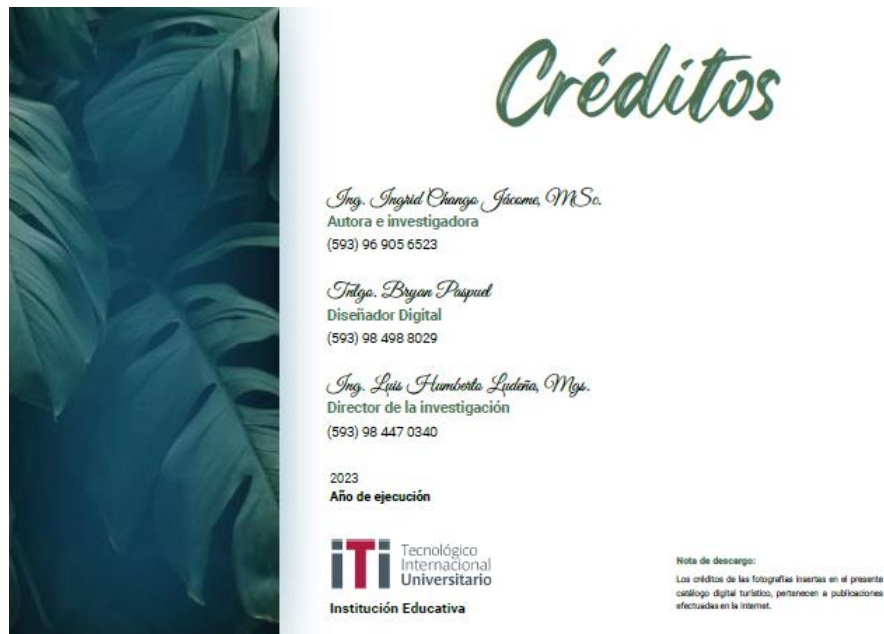 Créditos
Ing. Ingrid Chango Jácome, MSc.
Autora e investigadora
(593) 96 905 6523
Tnlgo. Bryan Paspuel
Diseñador Digital
(593) 98 498 8029
Ing. Luis Humberto Ludeña, Mgs.
Director de la investigación
(593) 98 447 0340
2023
Año de ejecución
iTi
Tecnológico
Internacional
Universitario
Institución Educativa
Nota de descargo:
Los créditos de las fotografías insertas en el presente
catálogo digital turístico, pertenecen a publicaciones
efectuadas en la Internet.